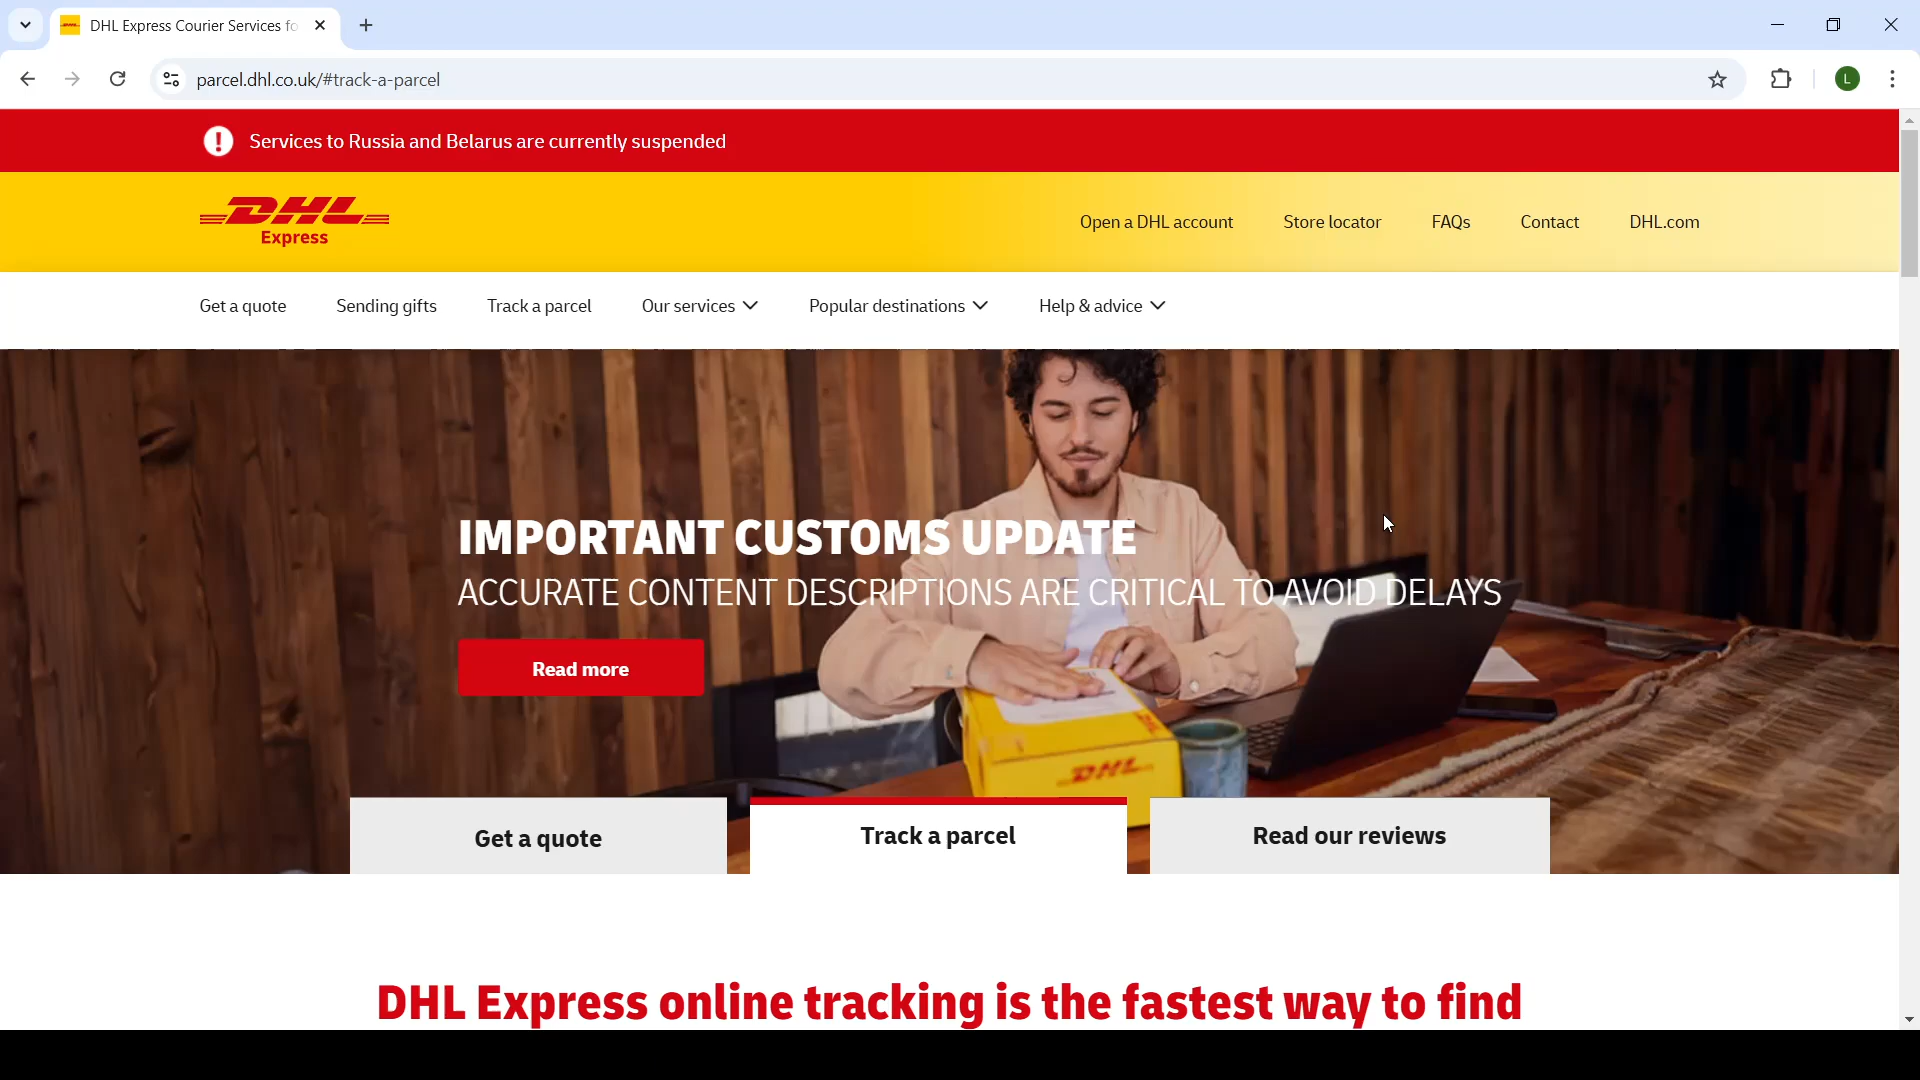 DHL Express Courier Services fo
parcel.dhl.co.uk/#track-a-parcel
L
Services to Russia and Belarus are currently suspended
DHL
Express
Open a DHL account
Store locator
FAQs
Contact
DHL.com
Get a quote
Sending gifts
Track a parcel
Our services
Popular destinations
Help & advice
IMPORTANT CUSTOMS UPDATE
ACCURATE CONTENT DESCRIPTIONS ARE CRITICAL TO AVOID DELAYS
Read more
DHL
Get a quote
Track a parcel
Read our reviews
DHL Express online tracking is the fastest way to find